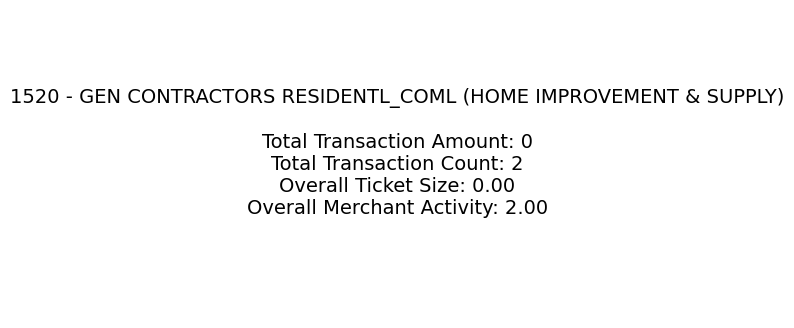 1520 - GEN CONTRACTORS RESIDENTL_COML (HOME IMPROVEMENT & SUPPLY)
Total Transaction Amount: 0
Total Transaction Count: 2
Overall Ticket Size: 0.00
Overall Merchant Activity: 2.00